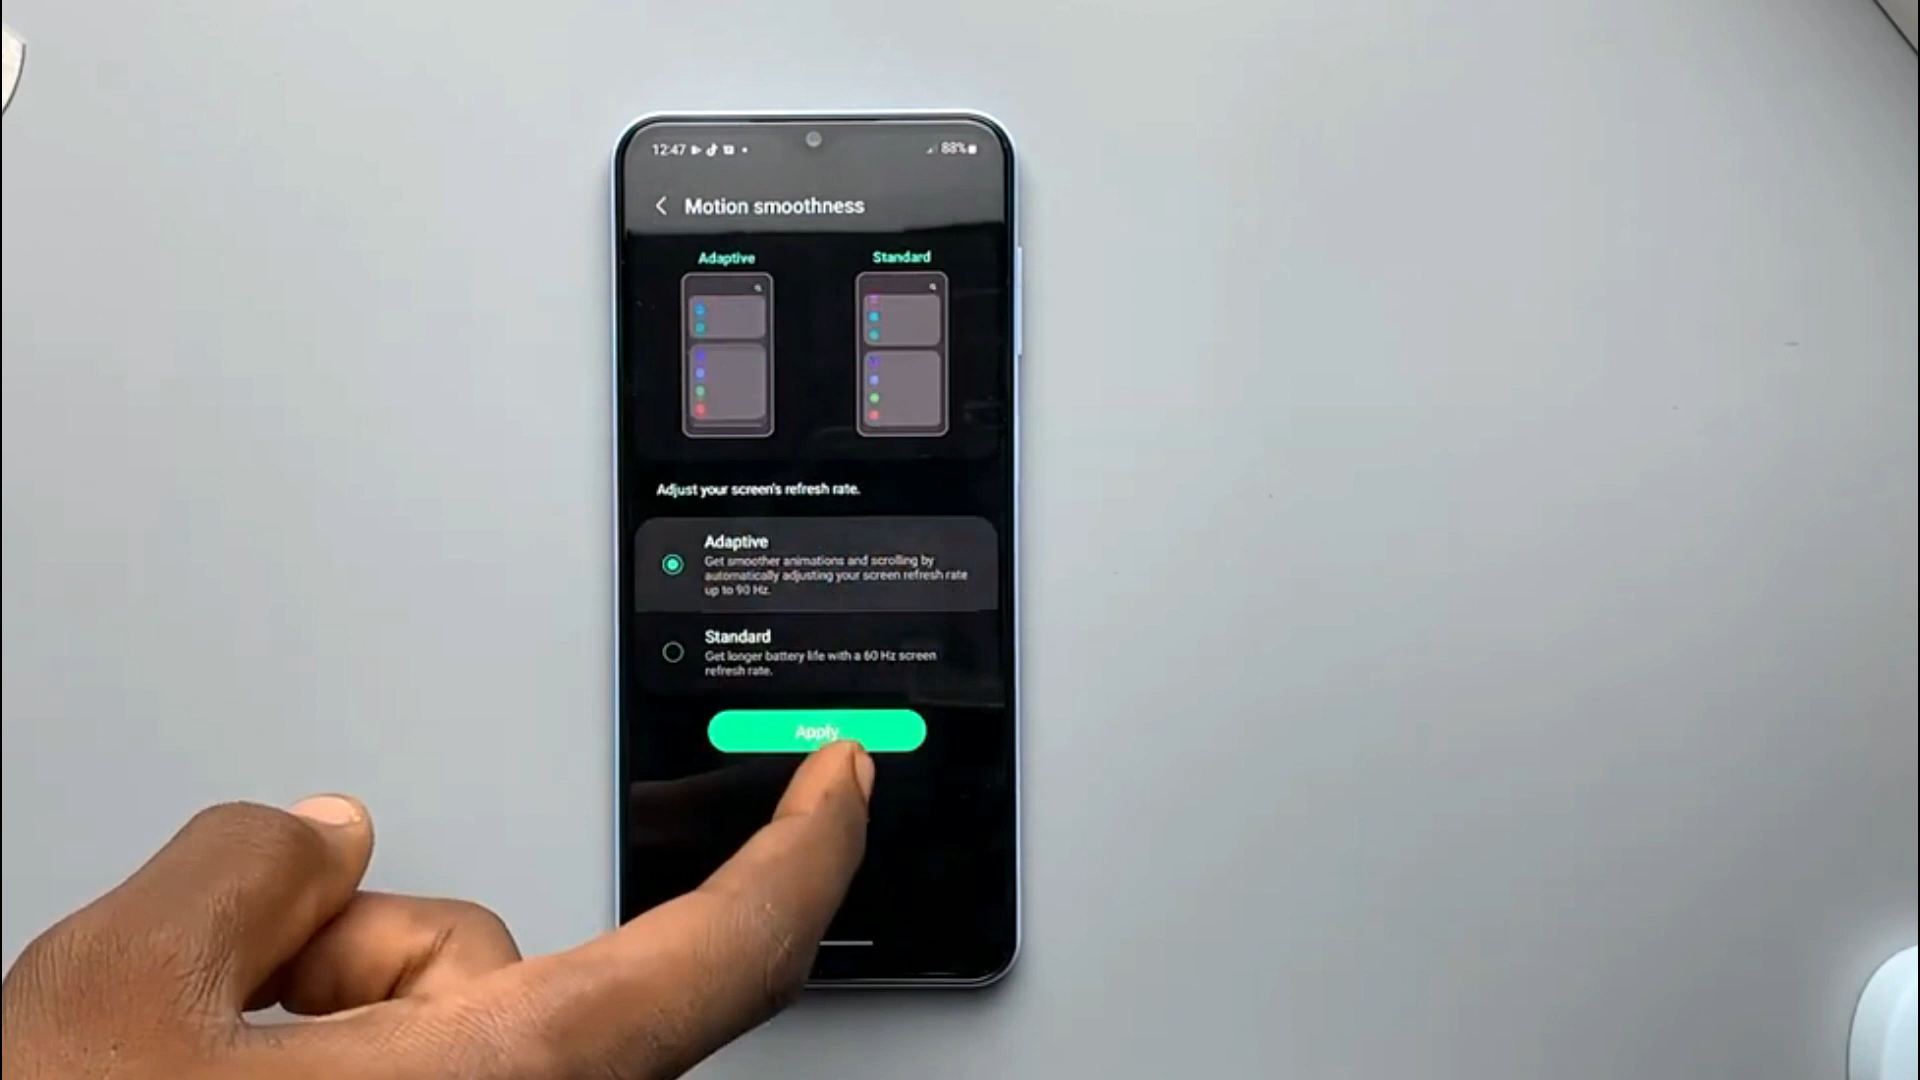 12:47
88%
Motion smoothness
Adaptive
Standard
Adjust your screen's refresh rate.
Adaptive
Get smoother animations and scrolling by
automatically adjusting your screen refresh rate
up to 90 Hz.
Standard
Get longer battery life with a 60 Hz screen
refresh rate.
Apply